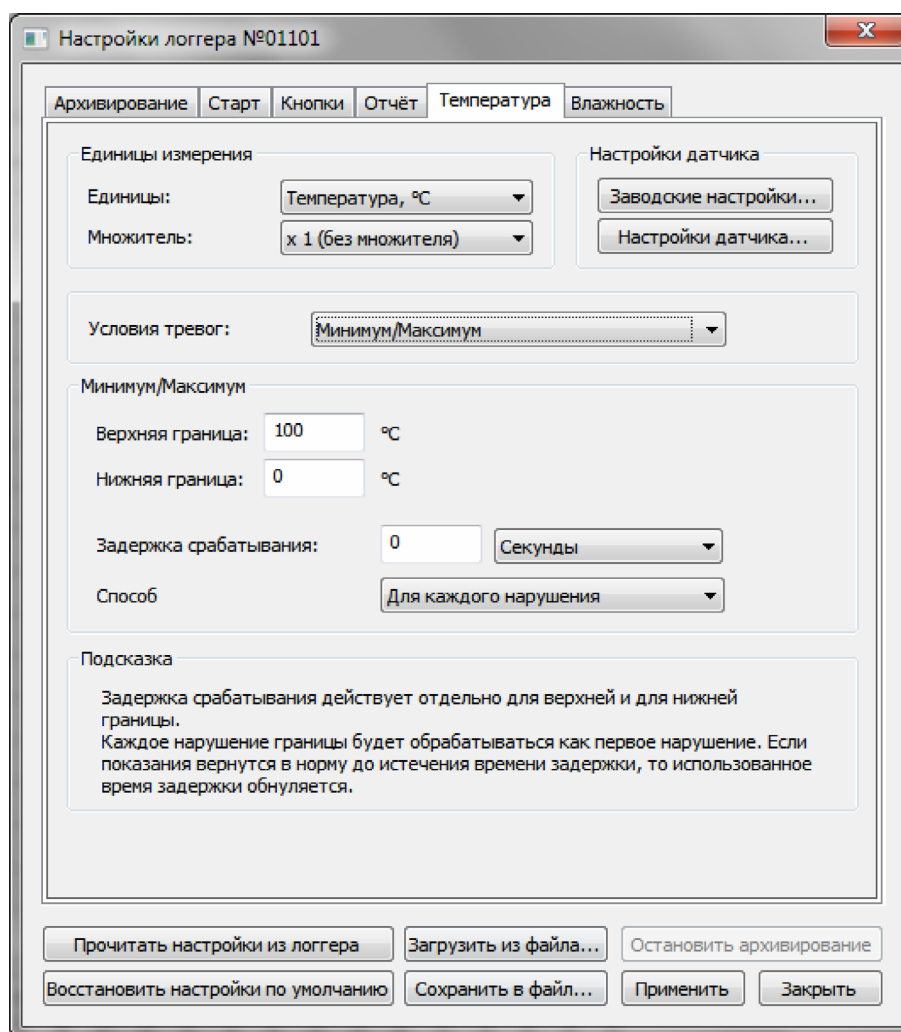 Настройки логгера №01101
Архивирование Старт Кнопки Отчёт Температура Влажность
Единицы измерения
Единицы: Температура, ºC
Множитель: x 1 (без множителя)
Настройки датчика
Заводские настройки...
Настройки датчика...
Условия тревог: Минимум/Максимум
Минимум/Максимум
Верхняя граница: 100 ºC
Нижняя граница: 0 ºC
Задержка срабатывания: 0 Секунды
Способ Для каждого нарушения
Подсказка
Задержка срабатывания действует отдельно для верхней и для нижней
границы.
Каждое нарушение границы будет обрабатываться как первое нарушение. Если
показания вернутся в норму до истечения времени задержки, то использованное
время задержки обнуляется.
Прочитать настройки из логгера Загрузить из файла... Остановить архивирование
Восстановить настройки по умолчанию Сохранить в файл... Применить Закрыть